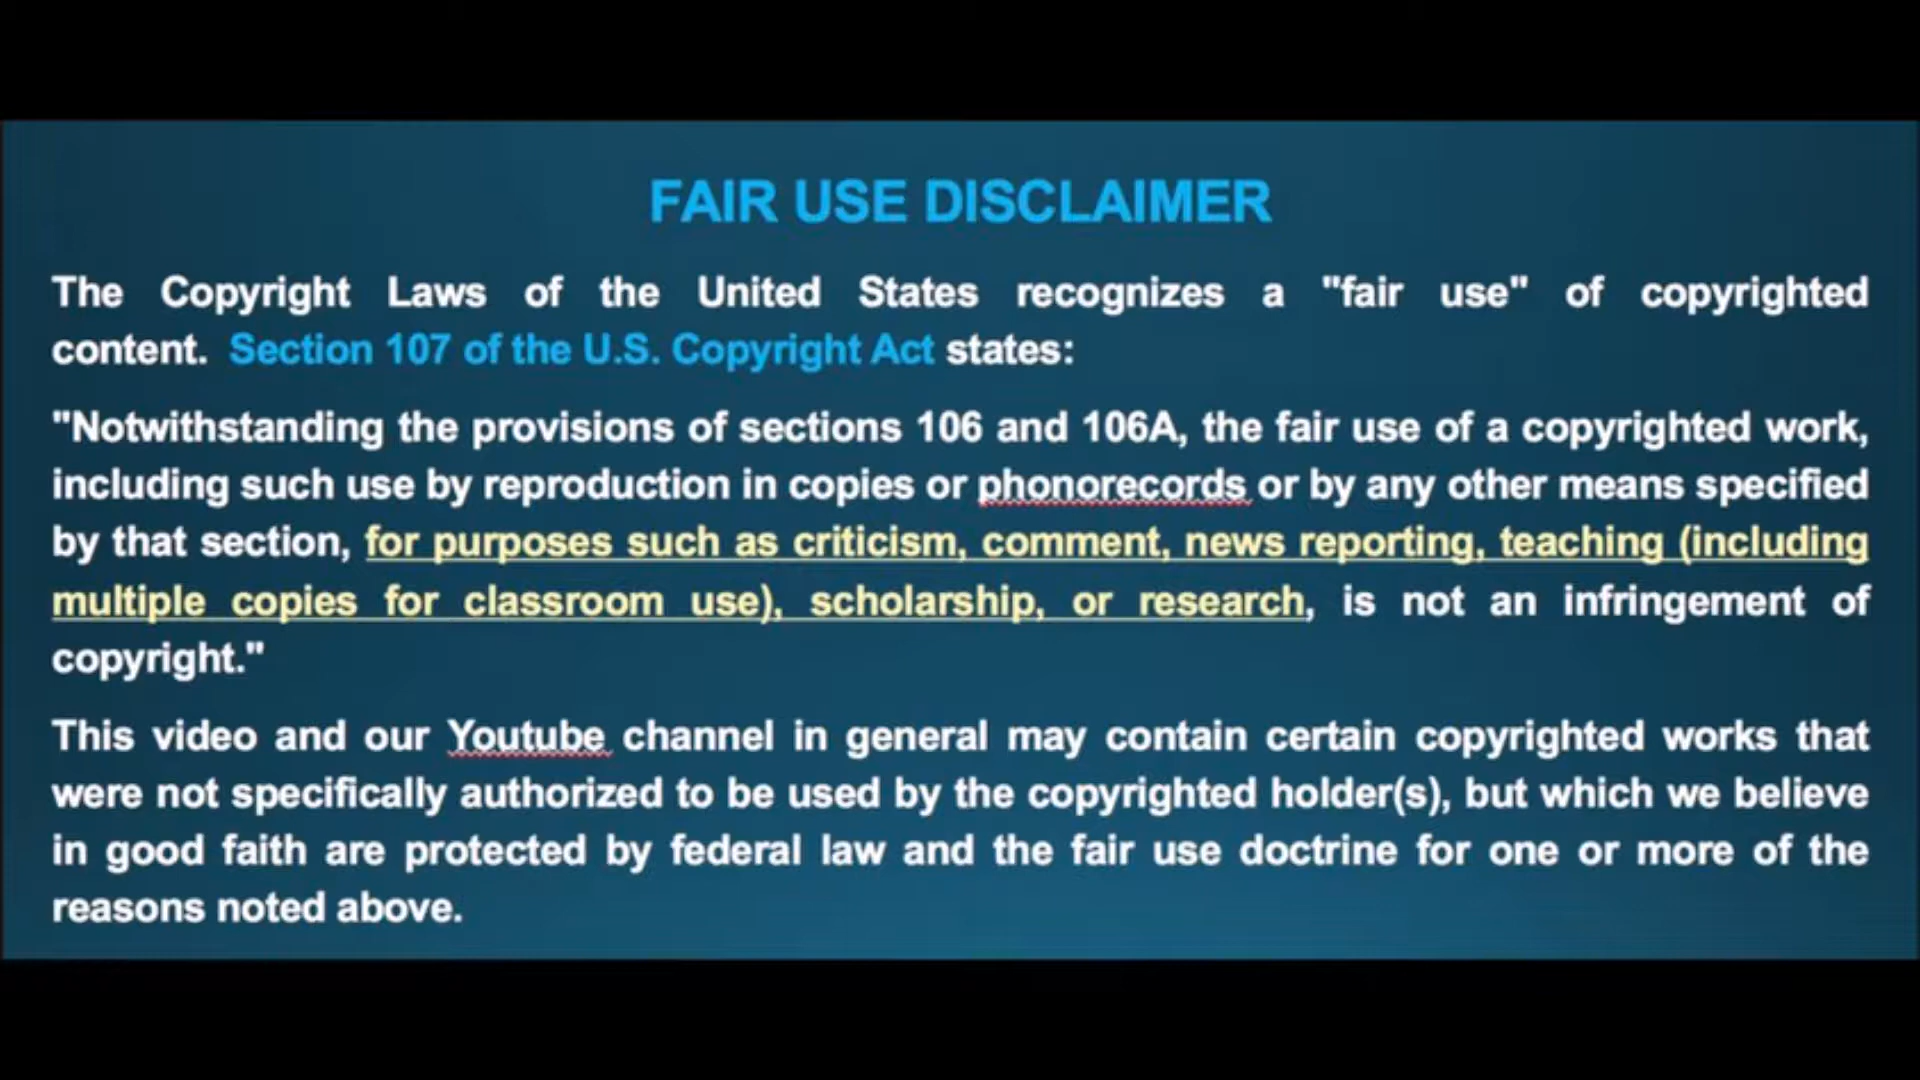 FAIR USE DISCLAIMER
The Copyright Laws of the United States recognizes a "fair use" of copyrighted
content. Section 107 of the U.S. Copyright Act states:
"Notwithstanding the provisions of sections 106 and 106A, the fair use of a copyrighted work,
including such use by reproduction in copies or phonorecords or by any other means specified
by that section, for purposes such as criticism, comment, news reporting, teaching (including
multiple copies for classroom use), scholarship, or research, is not an infringement of
copyright."
This video and our Youtube channel in general may contain certain copyrighted works that
were not specifically authorized to be used by the copyrighted holder(s), but which we believe
in good faith are protected by federal law and the fair use doctrine for one or more of the
reasons noted above.